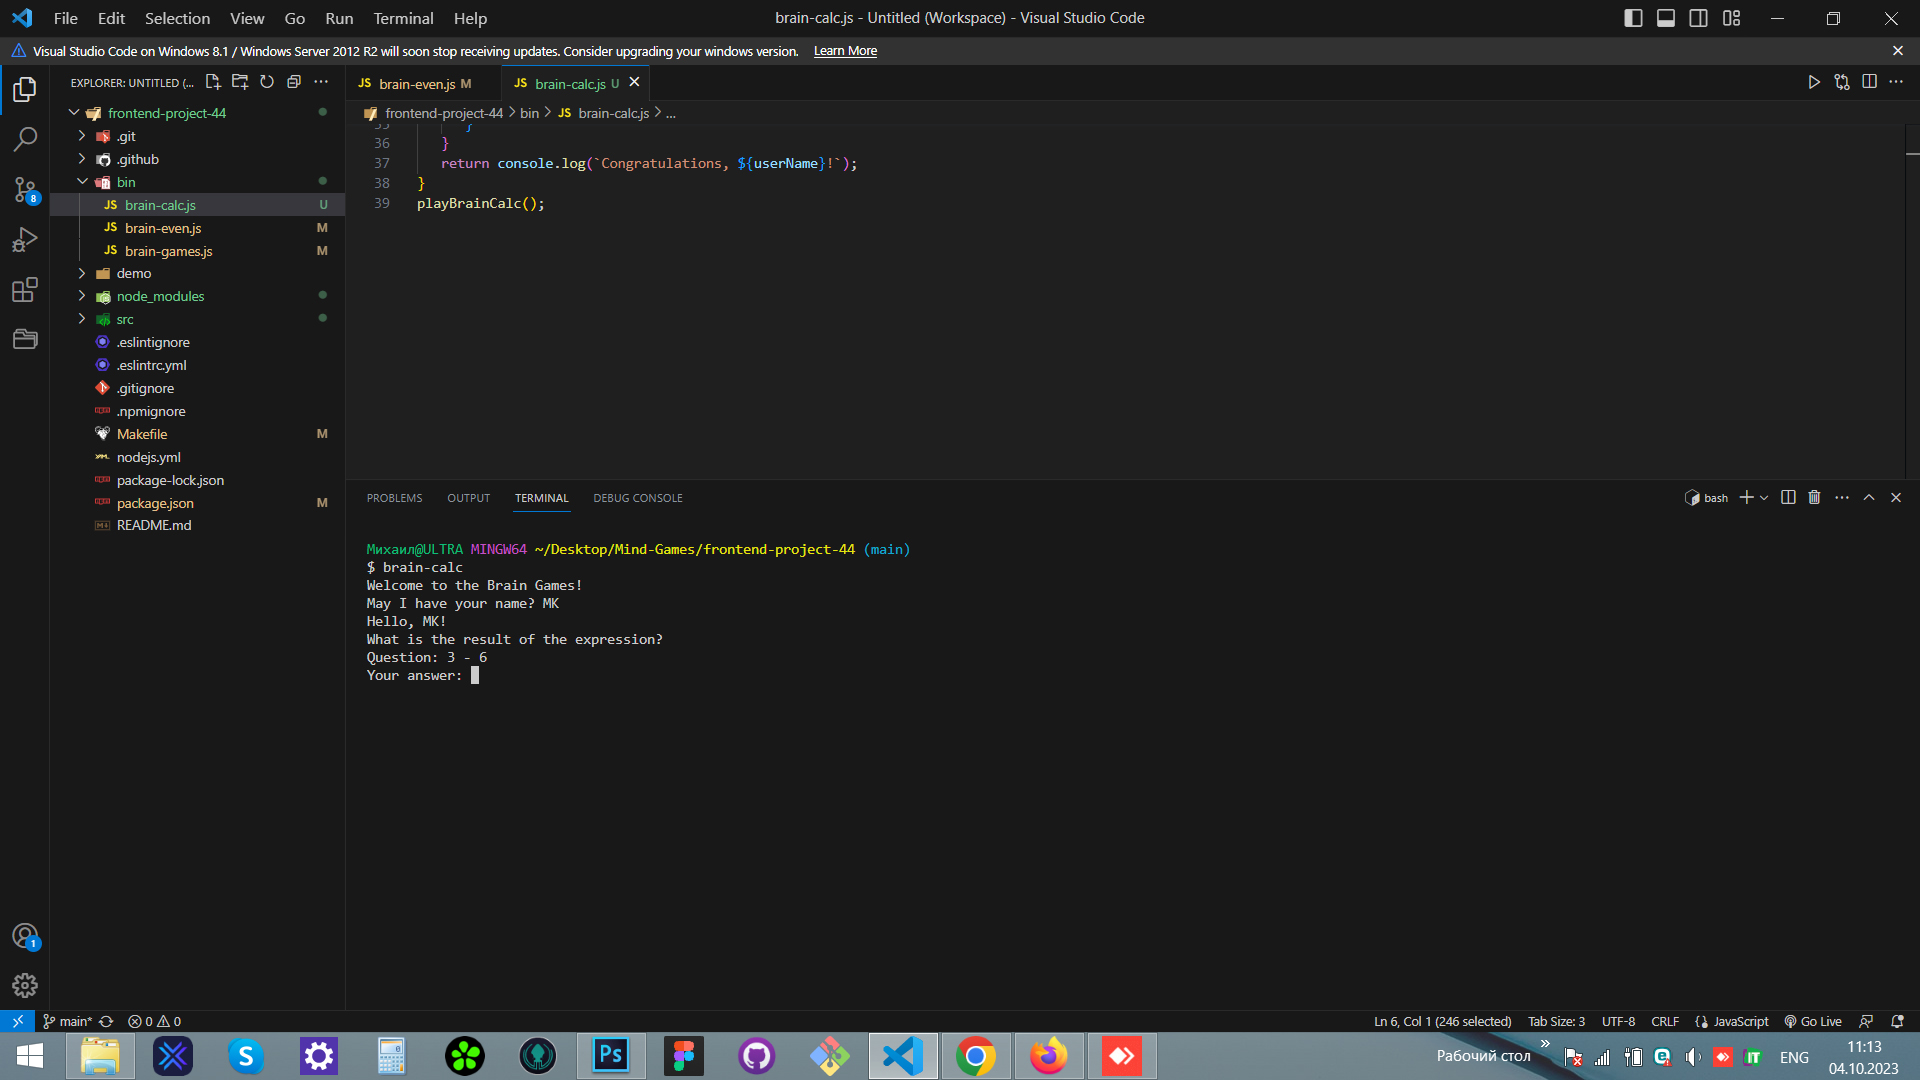 File Edit Selection View Go Run Terminal Help
brain-calc.js - Untitled (Workspace) - Visual Studio Code
Visual Studio Code on Windows 8.1 / Windows Server 2012 R2 will soon stop receiving updates. Consider upgrading your windows version. Learn More
EXPLORER: UNTITLED (...
frontend-project-44
.git
.github
bin
JS brain-calc.js U
JS brain-even.js M
JS brain-games.js M
demo
node_modules
src
.eslintignore
.eslintrc.yml
.gitignore
.npmignore
Makefile M
nodejs.yml
package-lock.json
package.json M
README.md
8
1
JS brain-even.js M
JS brain-calc.js U
frontend-project-44 > bin > JS brain-calc.js > ...
35 }
36 }
37 return console.log(`Congratulations, ${userName}!`);
38 }
39 playBrainCalc();
PROBLEMS OUTPUT TERMINAL DEBUG CONSOLE
bash
Михаил@ULTRA MINGW64 ~/Desktop/Mind-Games/frontend-project-44 (main)
$ brain-calc
Welcome to the Brain Games!
May I have your name? MK
Hello, MK!
What is the result of the expression?
Question: 3 - 6
Your answer:
main* 0 0
Ln 6, Col 1 (246 selected) Tab Size: 3 UTF-8 CRLF {} JavaScript Go Live
Ps
Рабочий стол » ENG
11:13
04.10.2023